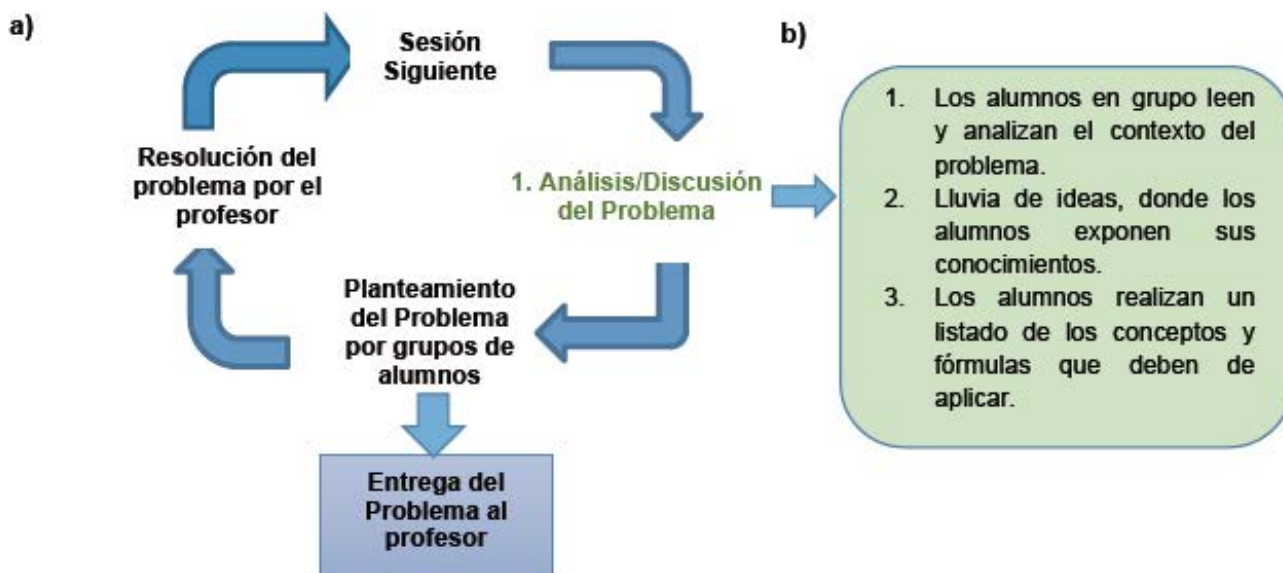 a)
Sesión
Siguiente
Resolución del
problema por el
profesor
1. Análisis/Discusión
del Problema
Planteamiento
del Problema
por grupos de
alumnos
Entrega del
Problema al
profesor
b)
1. Los alumnos en grupo leen
y analizan el contexto del
problema.
2. Lluvia de ideas, donde los
alumnos exponen sus
conocimientos.
3. Los alumnos realizan un
listado de los conceptos y
fórmulas que deben de
aplicar.